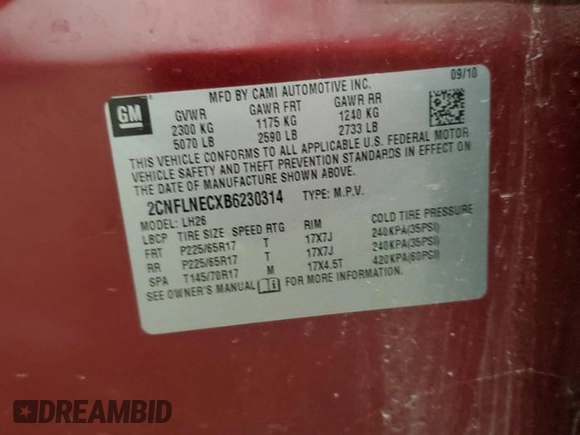 GM
MFD BY CAMI AUTOMOTIVE INC.
09/10
GVWR GAWR FRT GAWR RR
2300 KG 1175 KG 1240 KG
5070 LB 2590 LB 2733 LB
THIS VEHICLE CONFORMS TO ALL APPLICABLE U.S. FEDERAL MOTOR
VEHICLE SAFETY AND THEFT PREVENTION STANDARDS IN EFFECT ON
THE DATE OF MANUFACTURE SHOWN ABOVE.
2CNFLNECXB6230314 TYPE: M.P.V.
MODEL: LH26
LBCP TIRE SIZE SPEED RTG RIM COLD TIRE PRESSURE
FRT P225/65R17 T 17X7J 240KPA(35PSI)
RR P225/65R17 T 17X7J 240KPA(35PSI)
SPA T145/70R17 M 17X4.5T 420KPA(60PSI)
SEE OWNER'S MANUAL FOR MORE INFORMATION.
DREAMBID